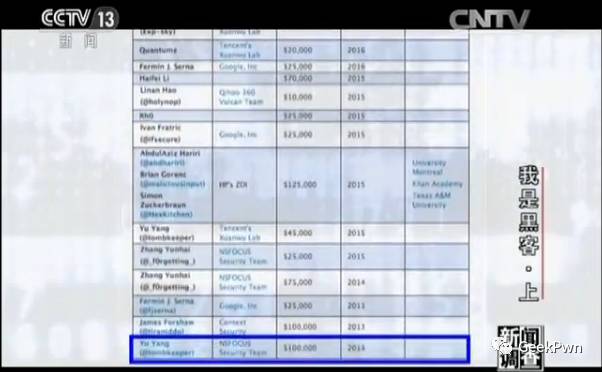 CCTV 13
新闻
CNTV
(Exp-sky)
Xuanwu Lab
Quantumz Tencent's Xuanwu Lab $20,000 2016
Fermin J. Serna Google, Inc $25,000 2016
Haifei Li $70,000 2015
Linan Hao (@holynop) Qihoo 360 Vulcan Team $10,000 2015
$25,000 2015
Ivan Fratric (@ifsecure) Google, Inc $25,000 2015
AbdulAziz Hariri (@abdhariri)
Brian Gorenc (@maliciousinput)
Simon Zuckerbraun (@HexKitchen)
HP's ZDI $125,000 2015
University Montreal
Khan Academy
Texas A&M University
Yu Yang (@tombkeeper) Tencent's Xuanwu Lab $45,000 2015
Zhang Yunhai (@_f0rgetting_) NSFOCUS Security Team $25,000 2015
Zhang Yunhai (@_f0rgetting_) NSFOCUS Security Team $75,000 2014
Fermin J. Serna (@fjserna) Google, Inc $25,000 2013
James Forshaw (@tiraniddo) Context Security $100,000 2013
Yu Yang (@tombkeeper) NSFOCUS Security Team $100,000
我是黑客·上
新闻
调查
GeekPwn